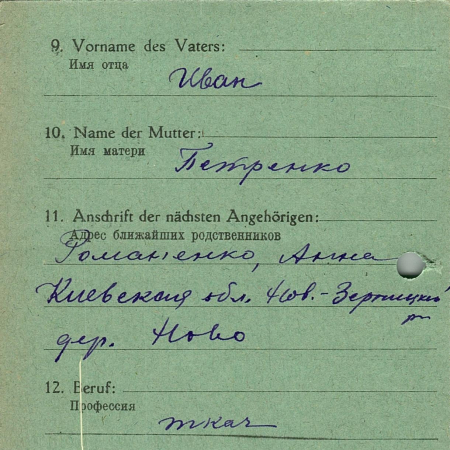 9. Vorname des Vaters:
Имя отца
Иван
10. Name der Mutter:
Имя матери
Петренко
11. Anschrift der nächsten Angehörigen:
Адрес ближайших родственников
Романенко, Анна
Киевская обл. Нов.-
дер. Ново
12. Beruf:
Профессия
ткач